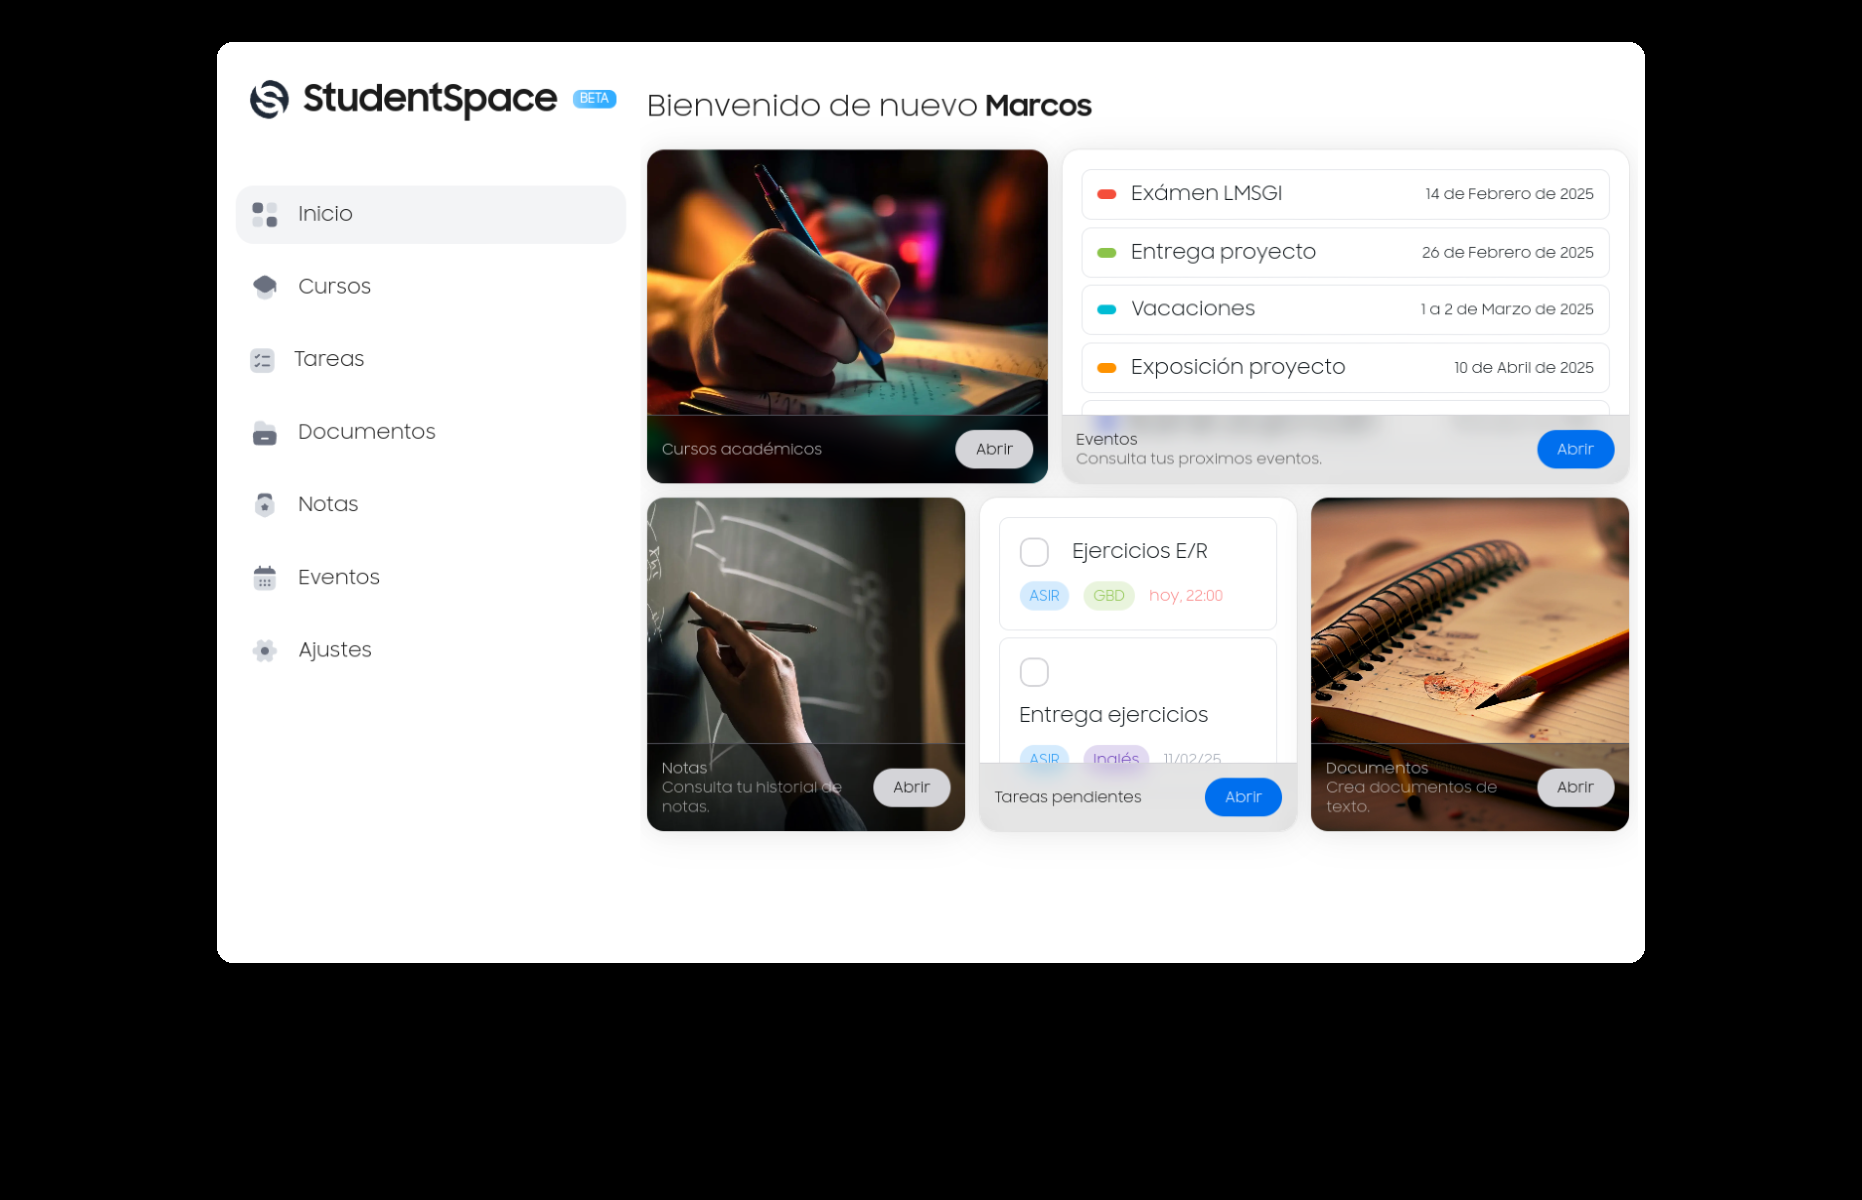 StudentSpace BETA
Inicio
Cursos
Tareas
Documentos
Notas
Eventos
Ajustes
Bienvenido de nuevo Marcos
Cursos académicos
Abrir
Exámen LMSGI 14 de Febrero de 2025
Entrega proyecto 26 de Febrero de 2025
Vacaciones 1 a 2 de Marzo de 2025
Exposición proyecto 10 de Abril de 2025
Eventos
Consulta tus proximos eventos.
Abrir
Notas
Consulta tu historial de
notas.
Abrir
Ejercicios E/R
ASIR GBD hoy, 22:00
Entrega ejercicios
ASIR Inglés 11/02/25
Tareas pendientes
Abrir
Documentos
Crea documentos de
texto.
Abrir